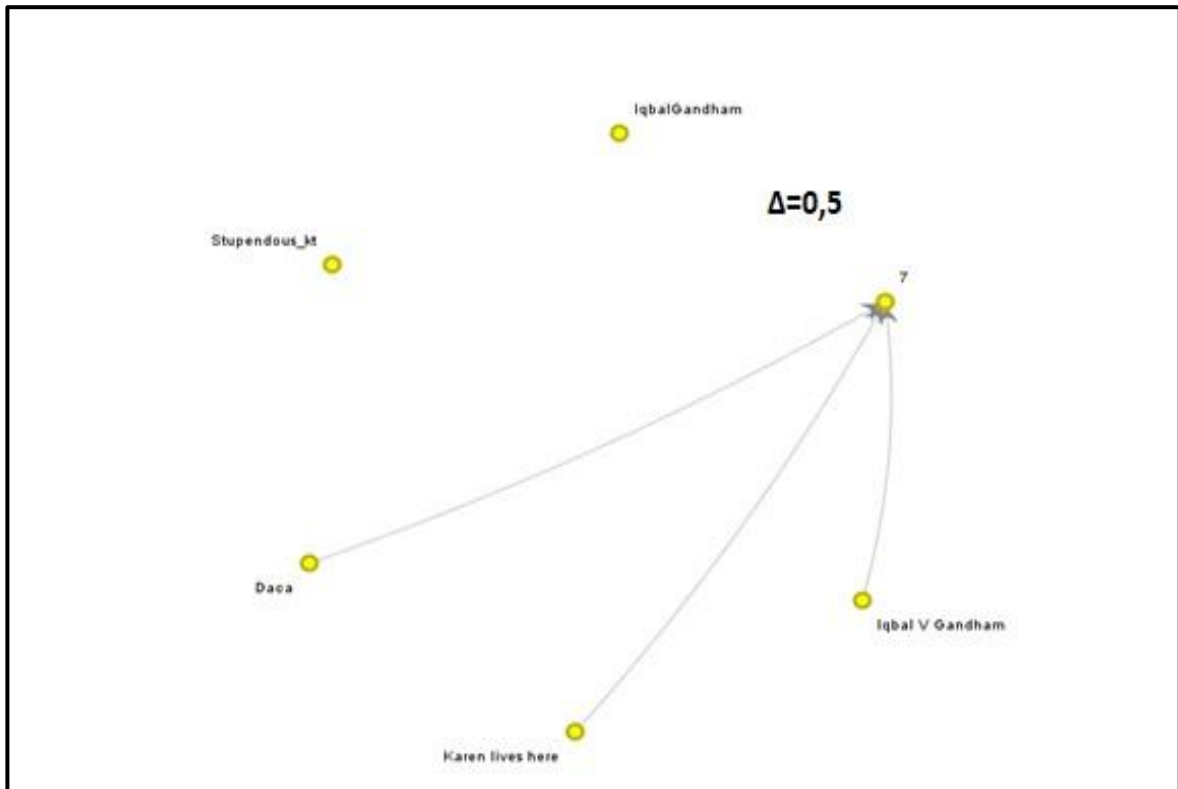 IqbalGandham
Δ=0,5
Stupendous_kt
7
Daca
Iqbal V Gandham
Karen lives here